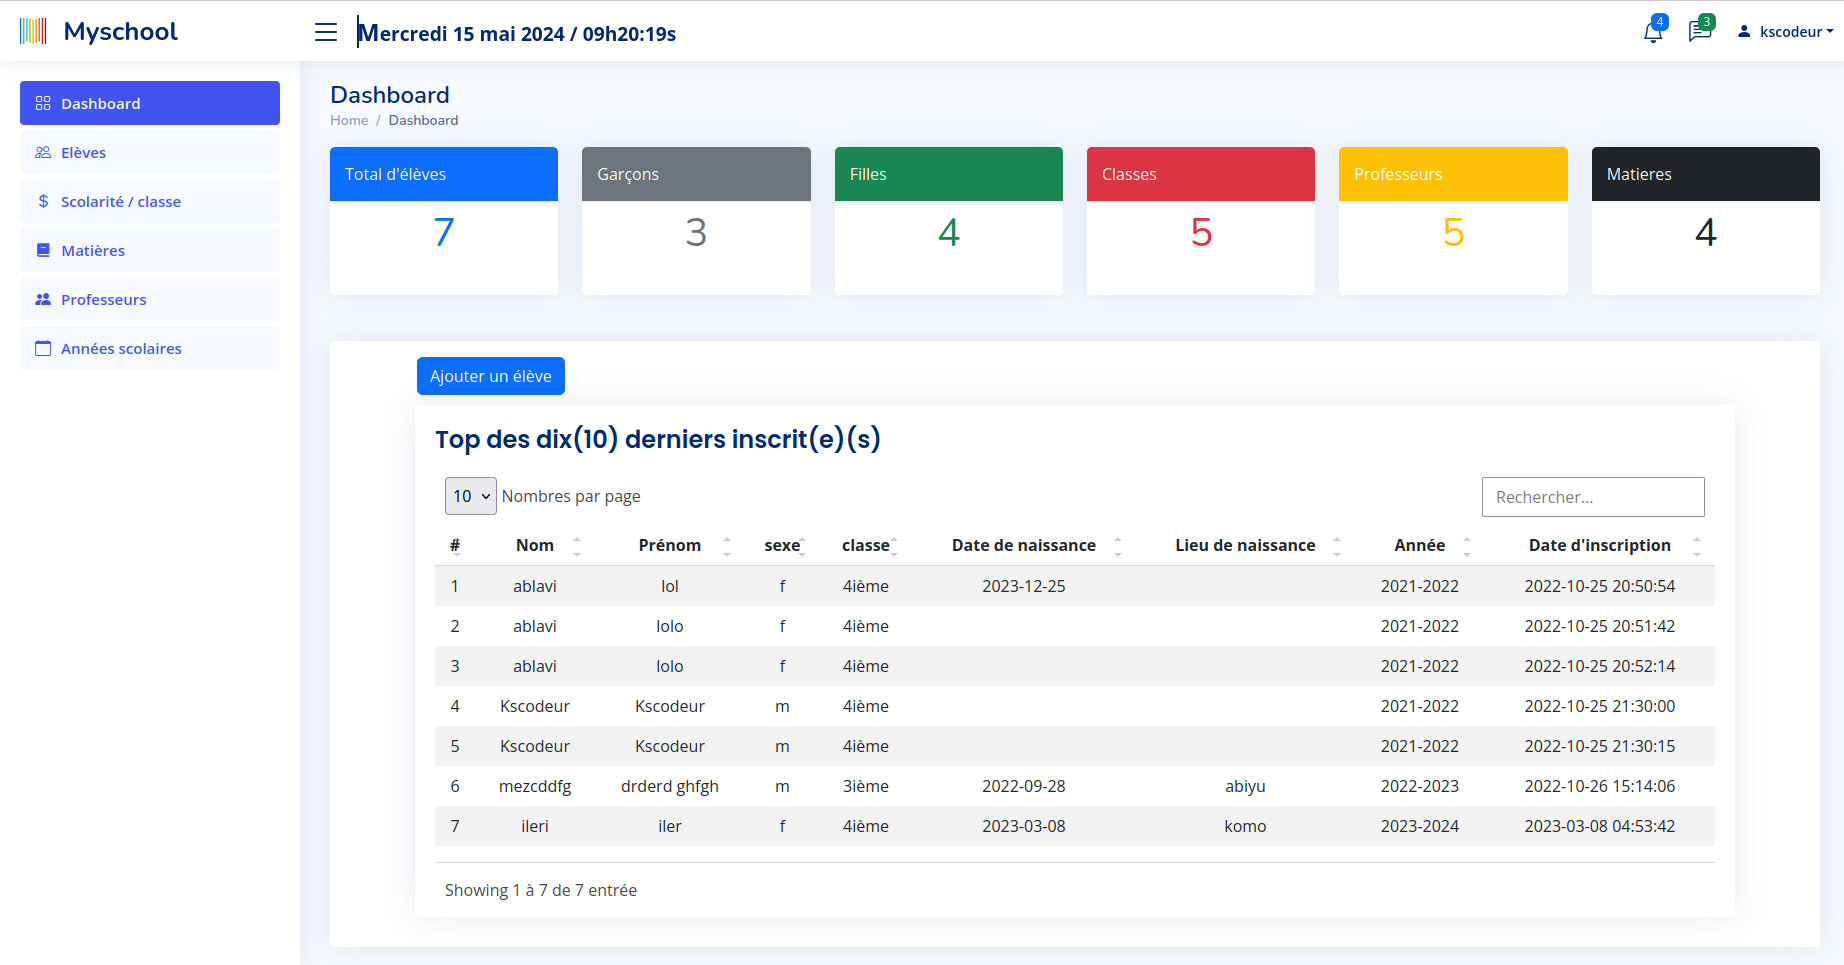 Myschool
Mercredi 15 mai 2024 / 09h20:19s
4
3
kscodeur
Dashboard
Elèves
Scolarité / classe
Matières
Professeurs
Années scolaires
Dashboard
Home / Dashboard
Total d'élèves
7
Garçons
3
Filles
4
Classes
5
Professeurs
5
Matieres
4
Ajouter un élève
Top des dix(10) derniers inscrit(e)(s)
10 Nombres par page
Rechercher...
# Nom Prénom sexe classe Date de naissance Lieu de naissance Année Date d'inscription
1 ablavi lol f 4ième 2023-12-25 2021-2022 2022-10-25 20:50:54
2 ablavi lolo f 4ième 2021-2022 2022-10-25 20:51:42
3 ablavi lolo f 4ième 2021-2022 2022-10-25 20:52:14
4 Kscodeur Kscodeur m 4ième 2021-2022 2022-10-25 21:30:00
5 Kscodeur Kscodeur m 4ième 2021-2022 2022-10-25 21:30:15
6 mezcddfg drderd ghfgh m 3ième 2022-09-28 abiyu 2022-2023 2022-10-26 15:14:06
7 ileri iler f 4ième 2023-03-08 komo 2023-2024 2023-03-08 04:53:42
Showing 1 à 7 de 7 entrée